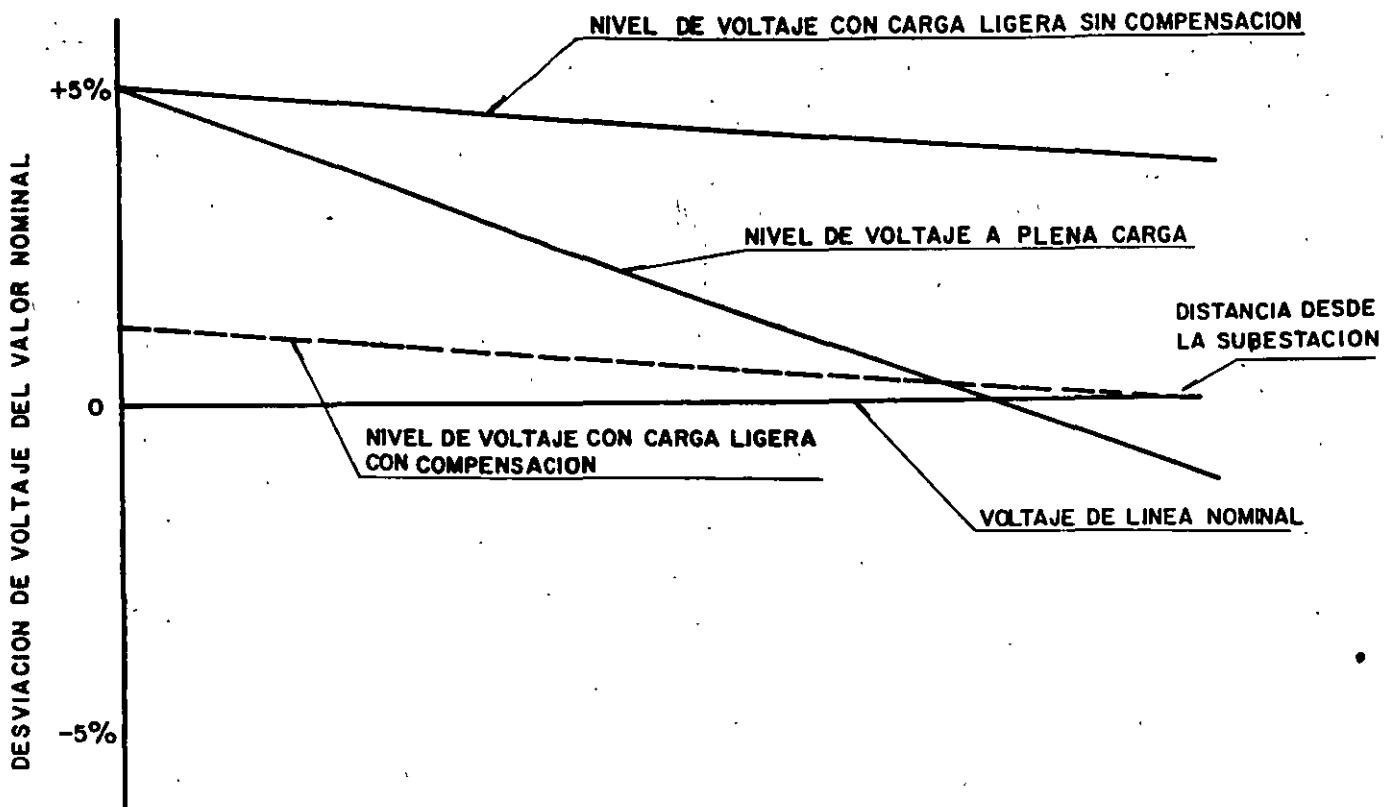 NIVEL DE VOLTAJE CON CARGA LIGERA SIN COMPENSACION
+5%
NIVEL DE VOLTAJE A PLENA CARGA
DISTANCIA DESDE
LA SUBESTACION
0
NIVEL DE VOLTAJE CON CARGA LIGERA
CON COMPENSACION
VOLTAJE DE LINEA NOMINAL
-5%
DESVIACION DE VOLTAJE DEL VALOR NOMINAL